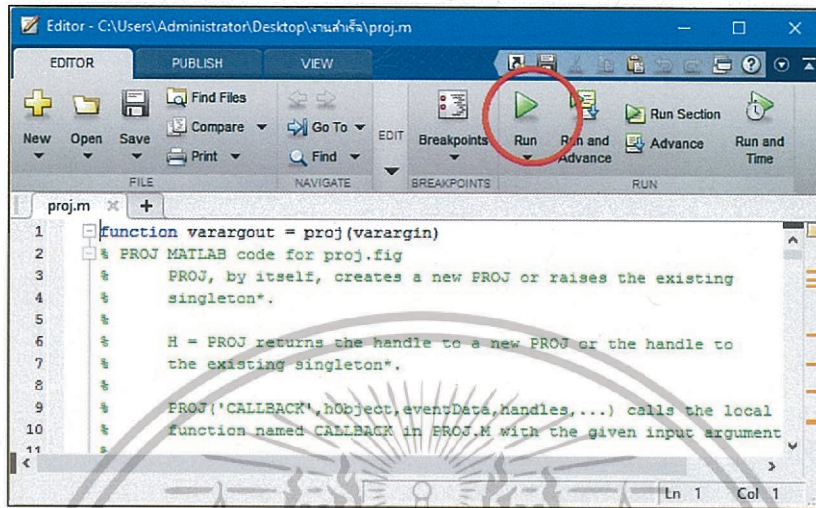 Editor - C:\Users\Administrator\Desktop\งานสำเร็จ\proj.m
EDITOR PUBLISH VIEW
New Open Save
Find Files
Compare
Print
Go To
Find
EDIT
Breakpoints
Run
Run and Advance
Run Section
Advance
Run and Time
FILE NAVIGATE BREAKPOINTS RUN
proj.m
1 function varargout = proj(varargin)
2 % PROJ MATLAB code for proj.fig
3 % PROJ, by itself, creates a new PROJ or raises the existing
4 % singleton*.
5 %
6 % H = PROJ returns the handle to a new PROJ or the handle to
7 % the existing singleton*.
8 %
9 % PROJ('CALLBACK',hObject,eventData,handles,...) calls the local
10 % function named CALLBACK in PROJ.M with the given input argument
11 %
Ln 1 Col 1